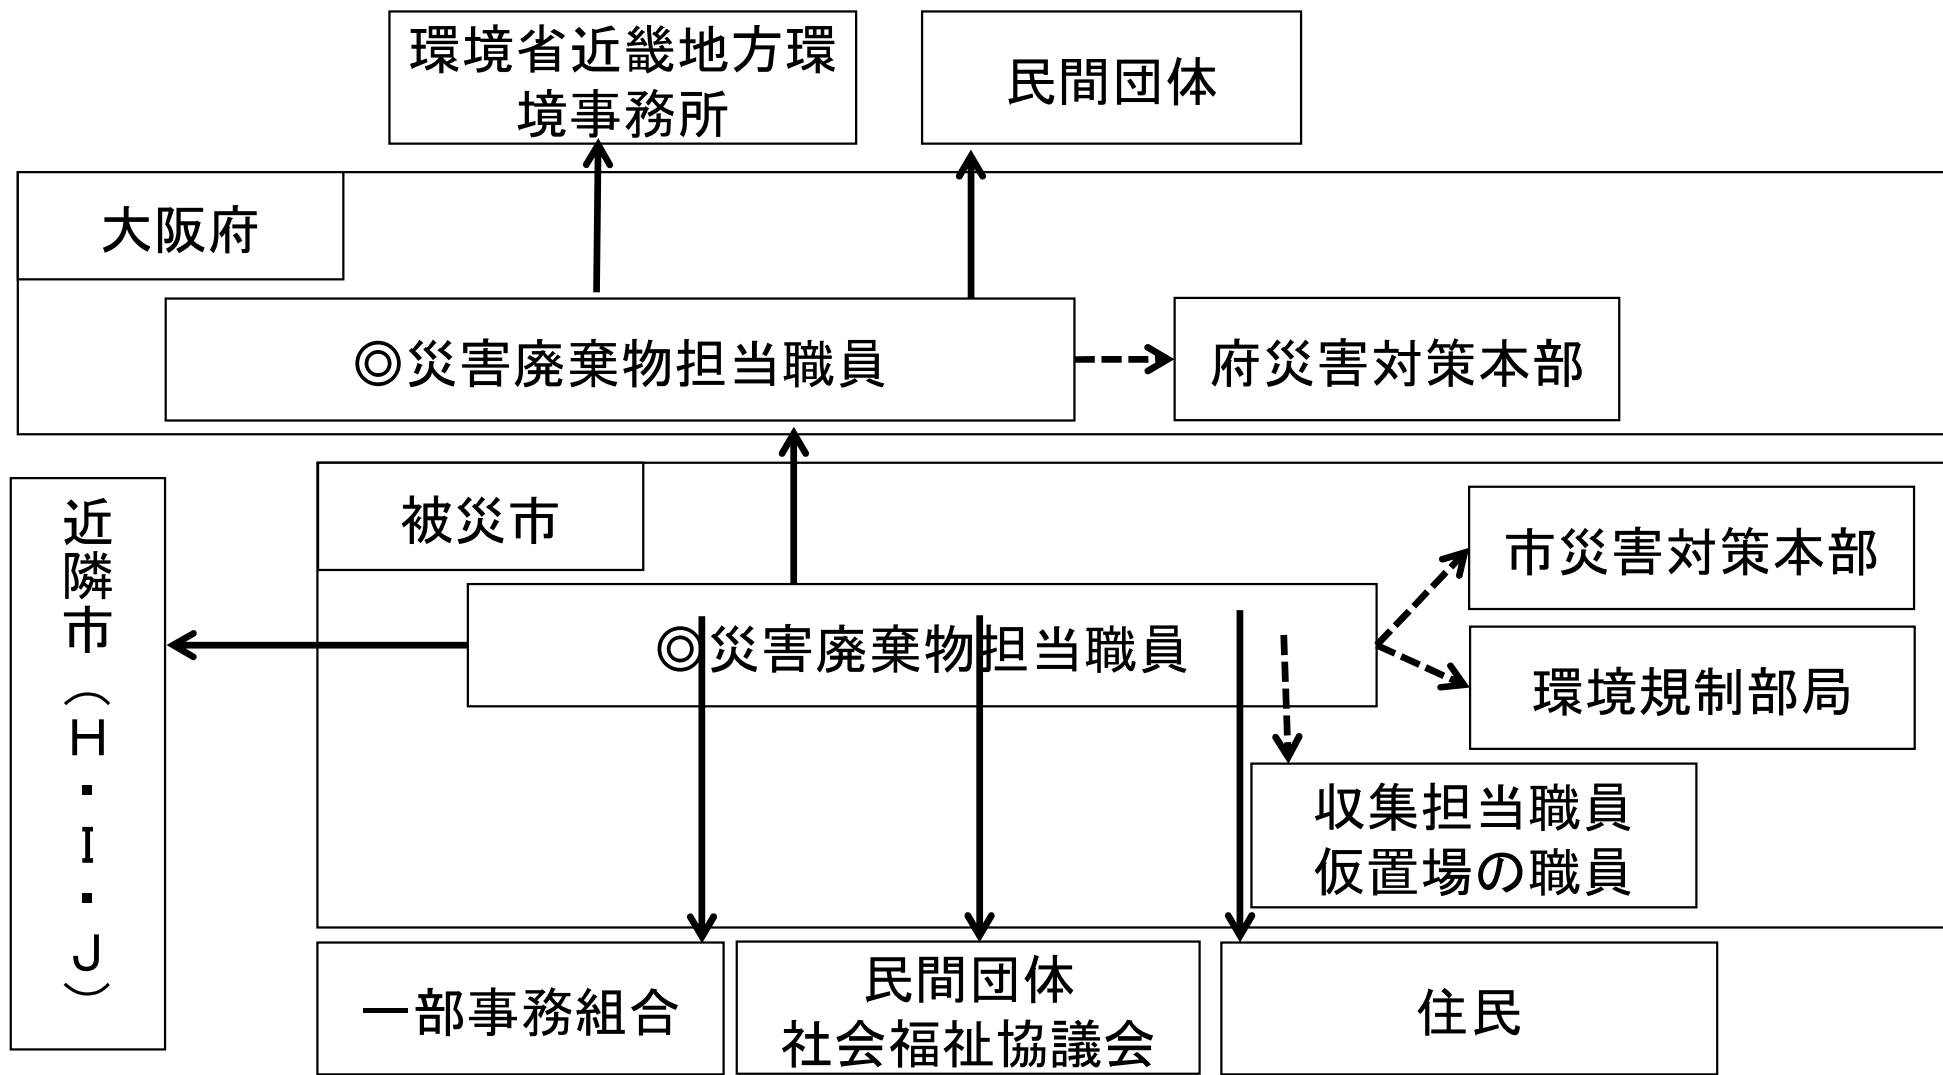 環境省近畿地方環
境事務所
民間団体
大阪府
◎災害廃棄物担当職員
府災害対策本部
近隣市（Ｈ・Ｉ・Ｊ）
被災市
◎災害廃棄物担当職員
市災害対策本部
環境規制部局
収集担当職員
仮置場の職員
一部事務組合
民間団体
社会福祉協議会
住民